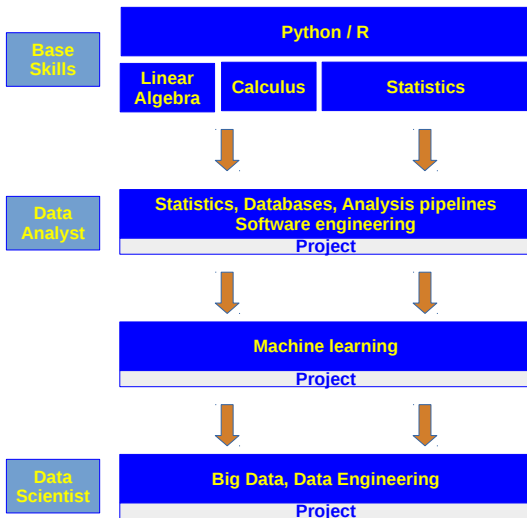 Python / R
Base
Skills
Linear
Algebra
Calculus
Statistics
Data
Analyst
Statistics, Databases, Analysis pipelines
Software engineering
Project
Machine learning
Project
Data
Scientist
Big Data, Data Engineering
Project